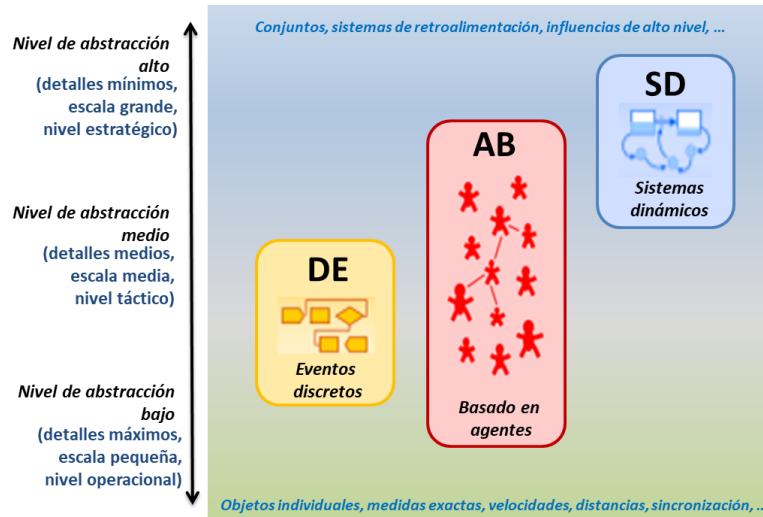 Nivel de abstracción
alto
(detalles mínimos,
escala grande,
nivel estratégico)
Nivel de abstracción
medio
(detalles medios,
escala media,
nivel táctico)
Nivel de abstracción
bajo
(detalles máximos,
escala pequeña,
nivel operacional)
Conjuntos, sistemas de retroalimentación, influencias de alto nivel, ...
DE
Eventos
discretos
AB
Basado en
agentes
SD
Sistemas
dinámicos
Objetos individuales, medidas exactas, velocidades, distancias, sincronización, ..